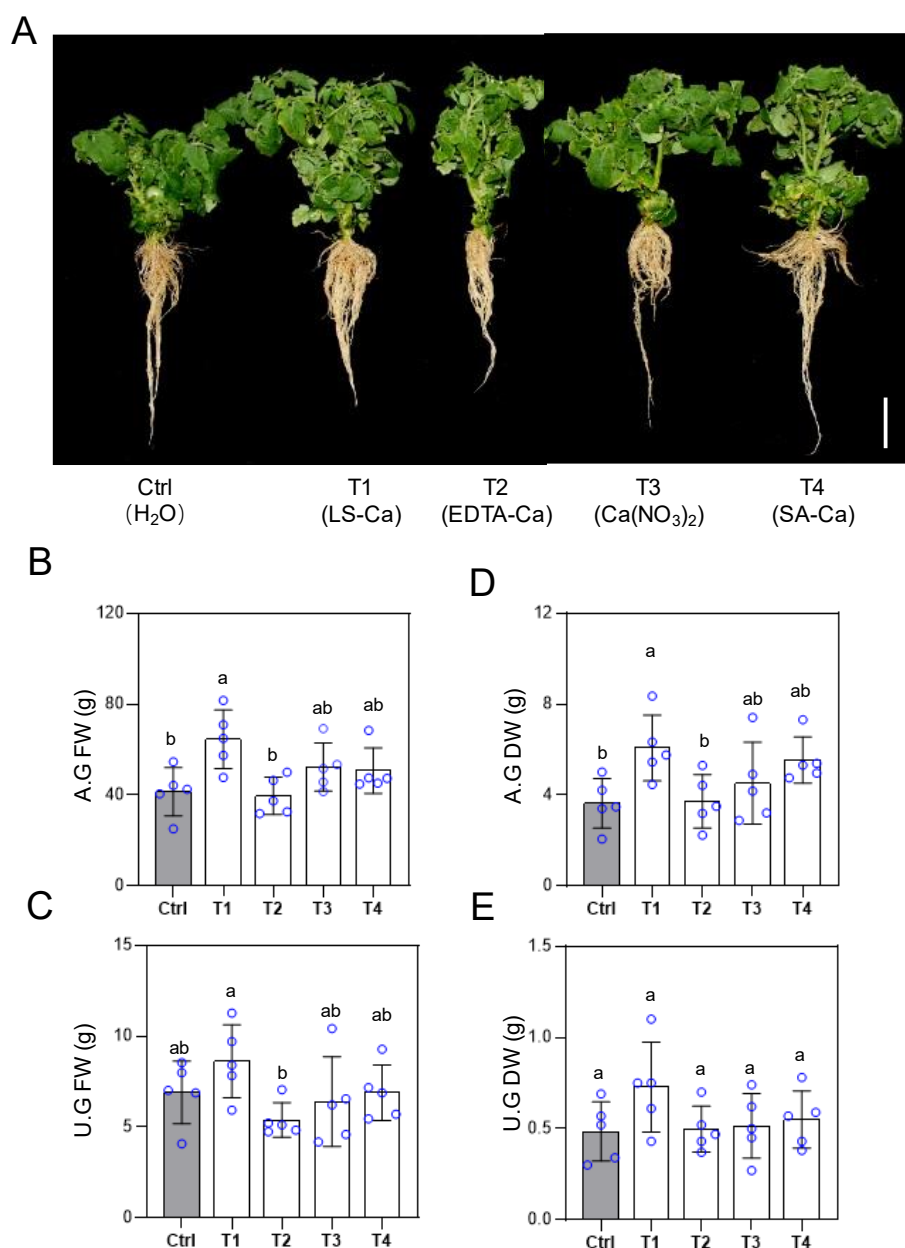 A
Ctrl T1 T2 T3 T4
(H₂O) (LS-Ca) (EDTA-Ca) (Ca(NO₃)₂) (SA-Ca)
B
A.G FW (g)
120
80
40
0
b a b ab ab
Ctrl T1 T2 T3 T4
D
A.G DW (g)
12
8
4
0
b a b ab ab
Ctrl T1 T2 T3 T4
C
U.G FW (g)
15
10
5
0
ab a b ab ab
Ctrl T1 T2 T3 T4
E
U.G DW (g)
1.5
1.0
0.5
0.0
a a a a a
Ctrl T1 T2 T3 T4